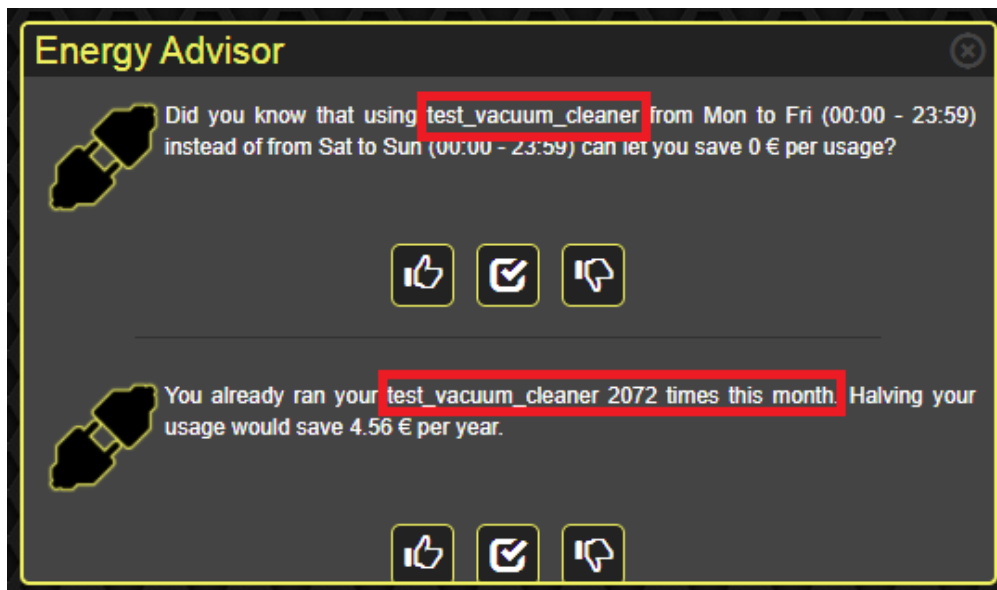 Energy Advisor
Did you know that using test_vacuum_cleaner from Mon to Fri (00:00 - 23:59)
instead of from Sat to Sun (00:00 - 23:59) can let you save 0 € per usage?
You already ran your test_vacuum_cleaner 2072 times this month. Halving your
usage would save 4.56 € per year.